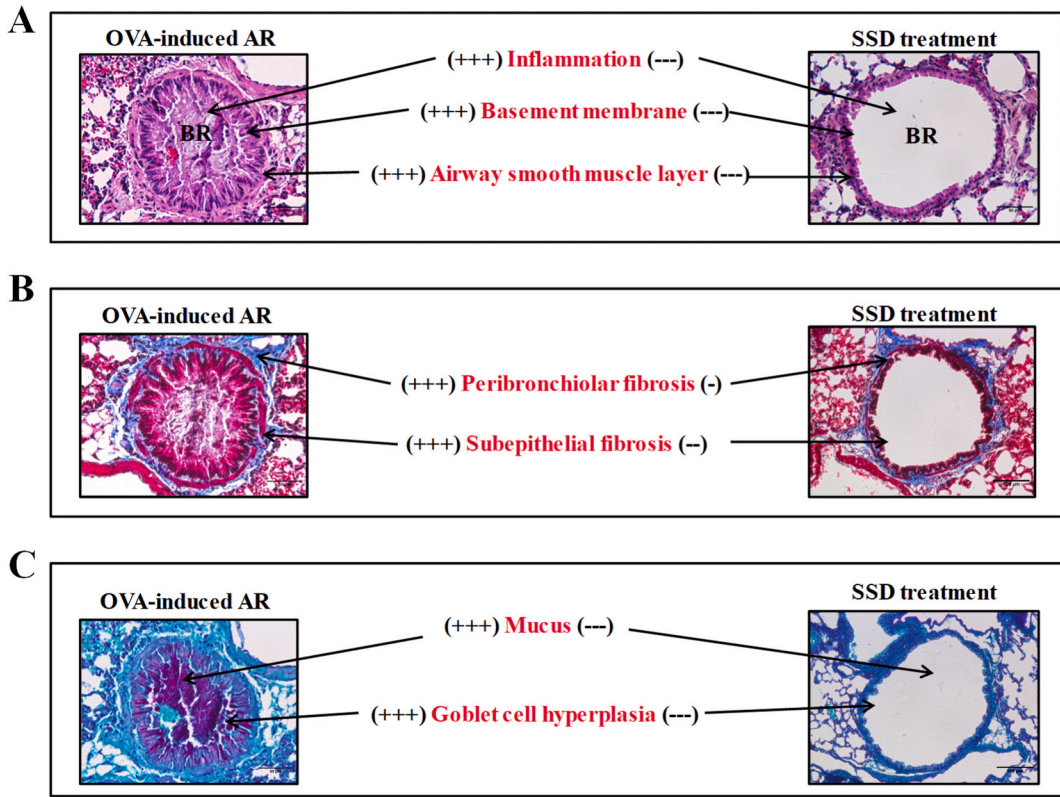 A
OVA-induced AR
SSD treatment
(+++) Inflammation (---)
(+++) Basement membrane (---)
BR
BR
(+++) Airway smooth muscle layer (---)
B
OVA-induced AR
SSD treatment
(+++) Peribronchiolar fibrosis (-)
(+++) Subepithelial fibrosis (--)
C
OVA-induced AR
SSD treatment
(+++) Mucus (---)
(+++) Goblet cell hyperplasia (---)